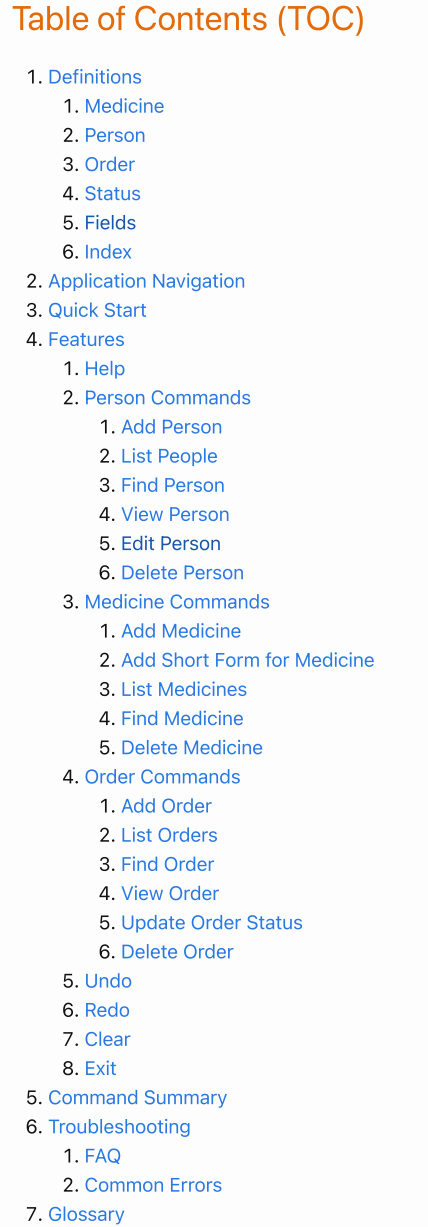 Table of Contents (TOC)
1. Definitions
1. Medicine
2. Person
3. Order
4. Status
5. Fields
6. Index
2. Application Navigation
3. Quick Start
4. Features
1. Help
2. Person Commands
1. Add Person
2. List People
3. Find Person
4. View Person
5. Edit Person
6. Delete Person
3. Medicine Commands
1. Add Medicine
2. Add Short Form for Medicine
3. List Medicines
4. Find Medicine
5. Delete Medicine
4. Order Commands
1. Add Order
2. List Orders
3. Find Order
4. View Order
5. Update Order Status
6. Delete Order
5. Undo
6. Redo
7. Clear
8. Exit
5. Command Summary
6. Troubleshooting
1. FAQ
2. Common Errors
7. Glossary